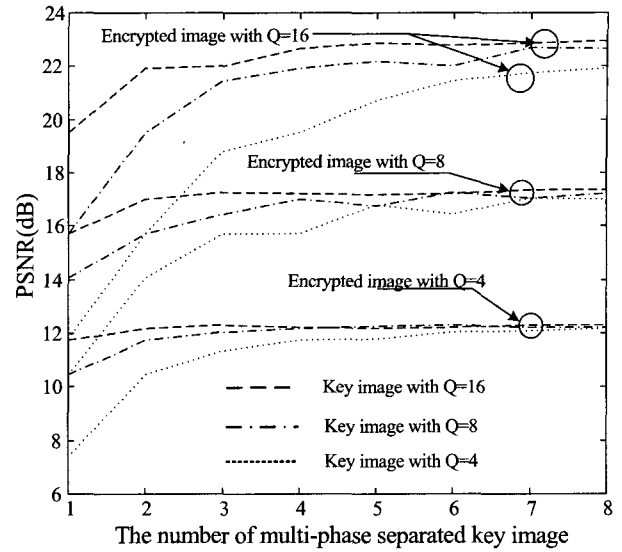 24
22
20
18
16
14
12
10
8
6
PSNR(dB)
Encrypted image with Q=16
Encrypted image with Q=8
Encrypted image with Q=4
Key image with Q=16
Key image with Q=8
Key image with Q=4
1 2 3 4 5 6 7 8
The number of multi-phase separated key image